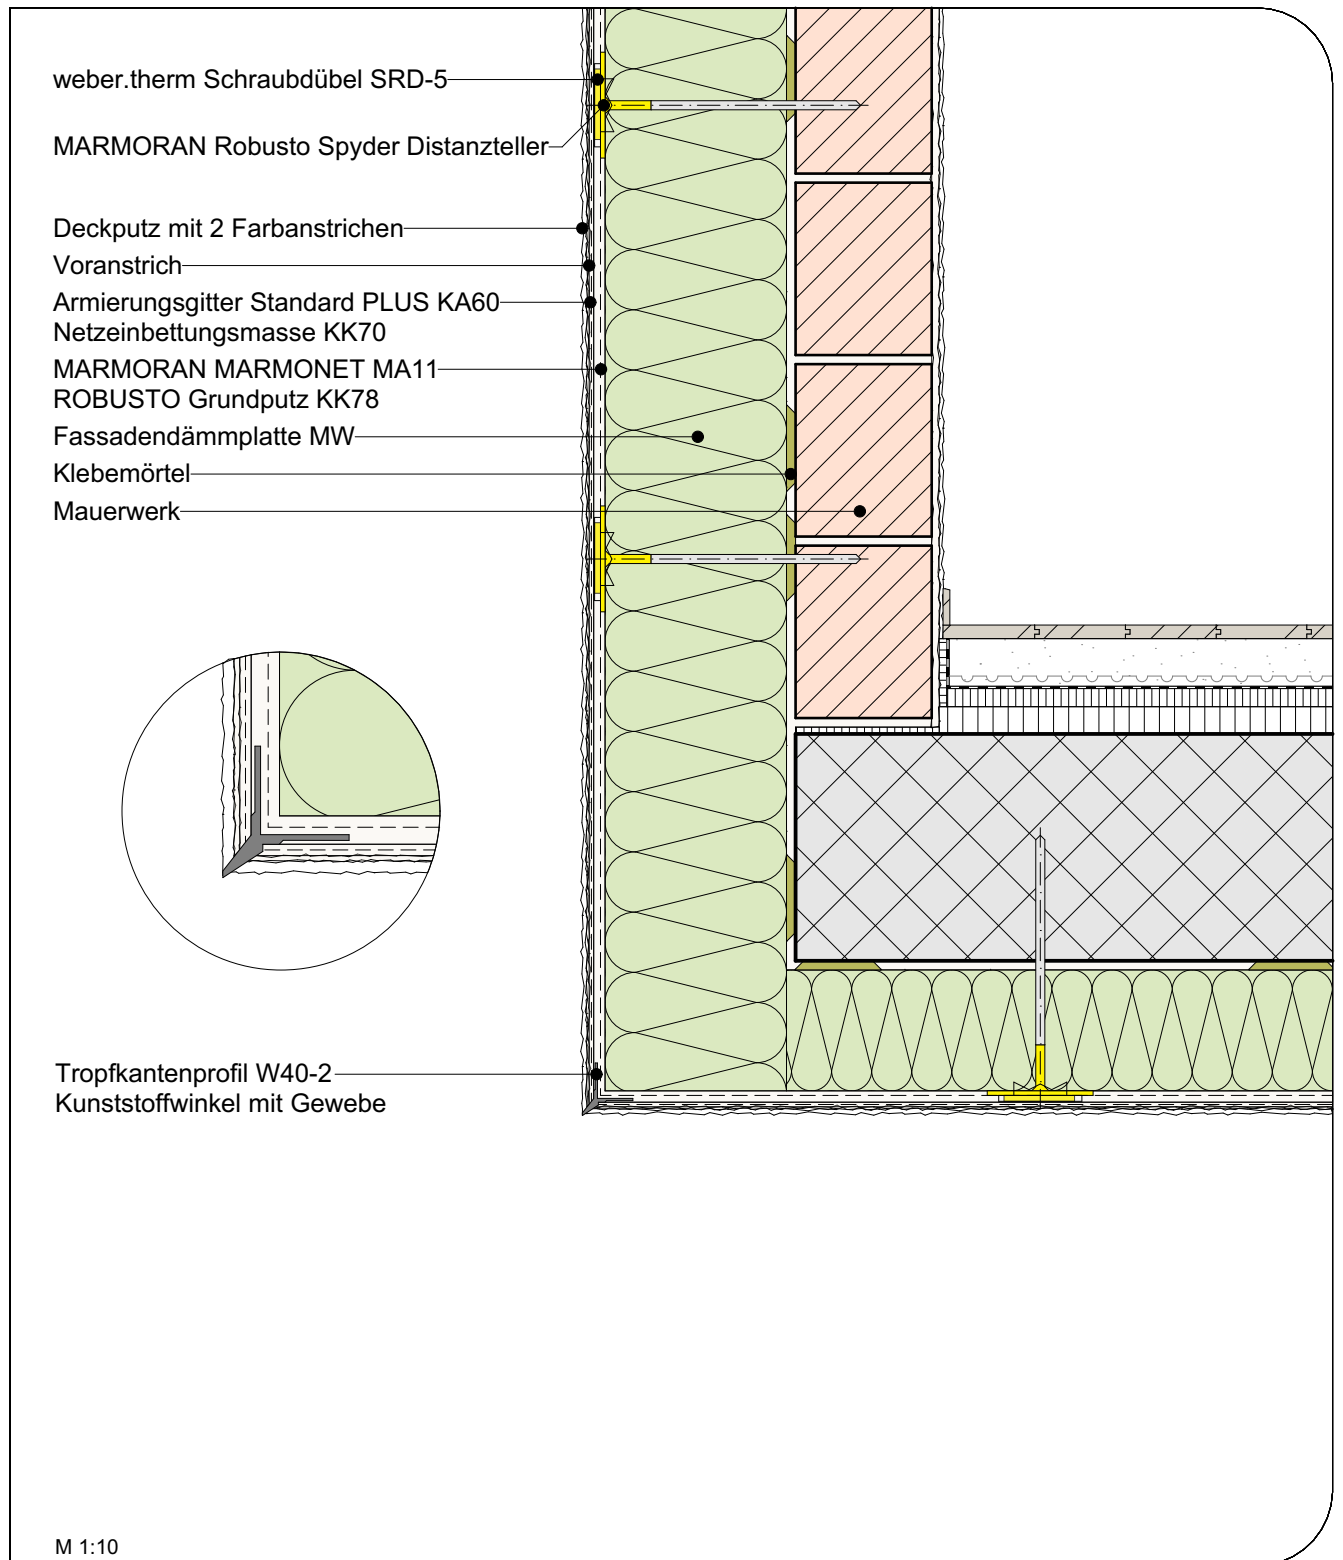 weber.therm Schraubdübel SRD-5
MARMORAN Robusto Spyder Distanzteller
Deckputz mit 2 Farbanstrichen
Voranstrich
Armierungsgitter Standard PLUS KA60
Netzeinbettungsmasse KK70
MARMORAN MARMONET MA11
ROBUSTO Grundputz KK78
Fassadendämmplatte MW
Klebemörtel
Mauerwerk
Tropfkantenprofil W40-2
Kunststoffwinkel mit Gewebe
M 1:10